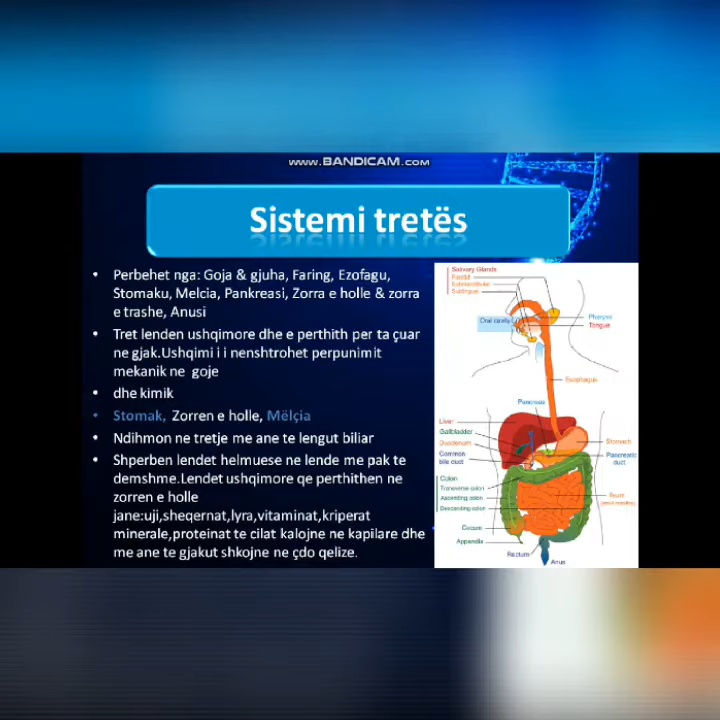 www.BANDICAM.com
Sistemi tretës
• Perbehet nga: Goja & gjuha, Faring, Ezofagu,
Stomaku, Melcia, Pankreasi, Zorra e holle & zorra
e trashe, Anusi
• Tret lenden ushqimore dhe e perthith per ta çuar
ne gjak.Ushqimi i i nenshtrohet perpunimit
mekanik ne goje
• dhe kimik
• Stomak, Zorren e holle, Mëlçia
• Ndihmon ne tretje me ane te lengut biliar
• Shperben lendet helmuese ne lende me pak te
demshme.Lendet ushqimore qe perthithen ne
zorren e holle
jane:uji,sheqernat,lyra,vitaminat,kriperat
minerale,proteinat te cilat kalojne ne kapilare dhe
me ane te gjakut shkojne ne çdo qelize.
Salivary Glands
Parotid
Submandibular
Sublingual
Oral cavity
Pharynx
Tongue
Esophagus
Pancreas
Liver
Gallbladder
Duodenum
Common
bile duct
Stomach
Pancreatic
duct
Colon
Transverse colon
Ascending colon
Descending colon
Ileum
Cecum
Appendix
Rectum
Anus